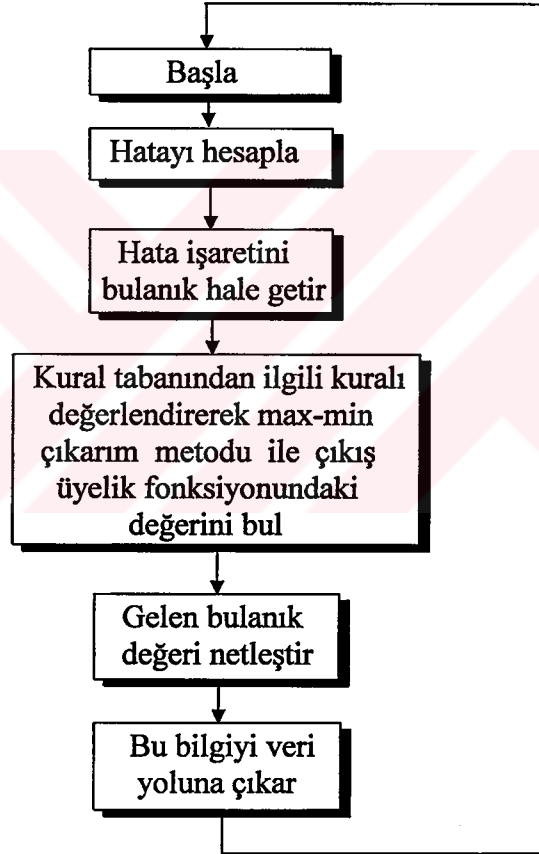 Başla
Hatayı hesapla
Hata işaretini
bulanık hale getir
Kural tabanından ilgili kuralı
değerlendirerek max-min
çıkarım metodu ile çıkış
üyelik fonksiyonundaki
değerini bul
Gelen bulanık
değeri netleştir
Bu bilgiyi veri
yoluna çıkar